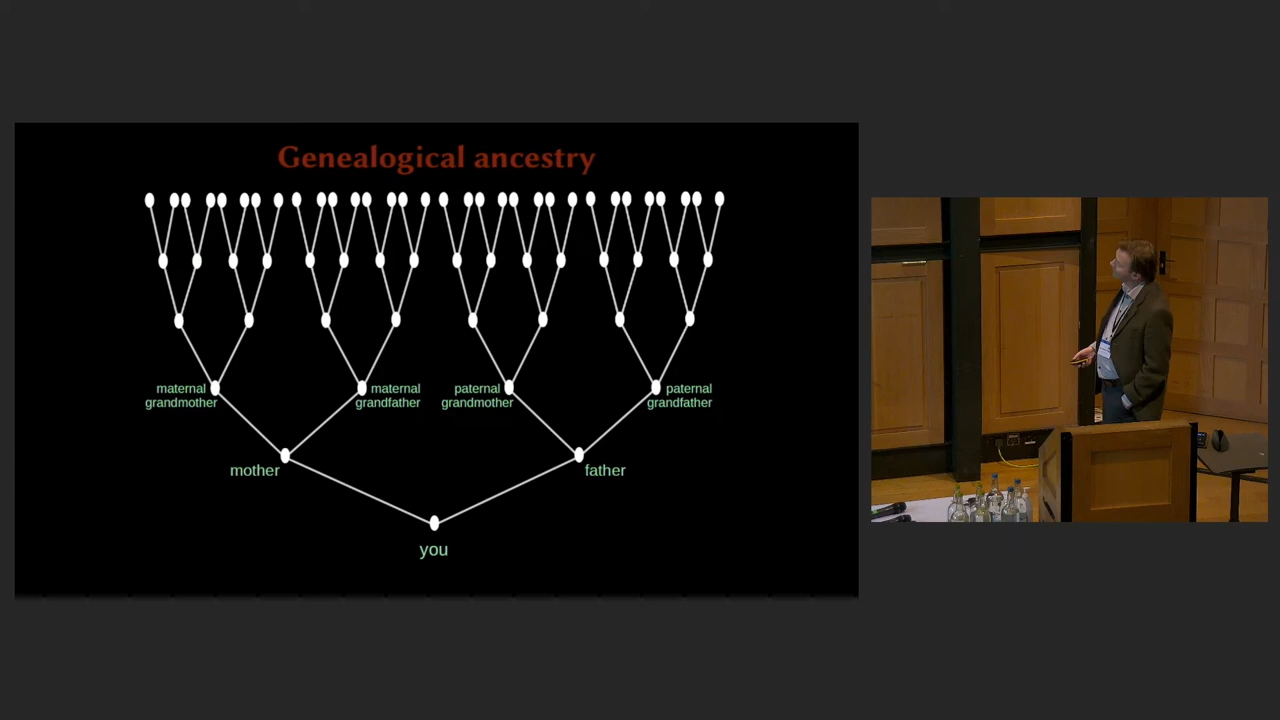 Genealogical ancestry
maternal
grandmother
maternal
grandfather
paternal
grandmother
paternal
grandfather
mother
father
you